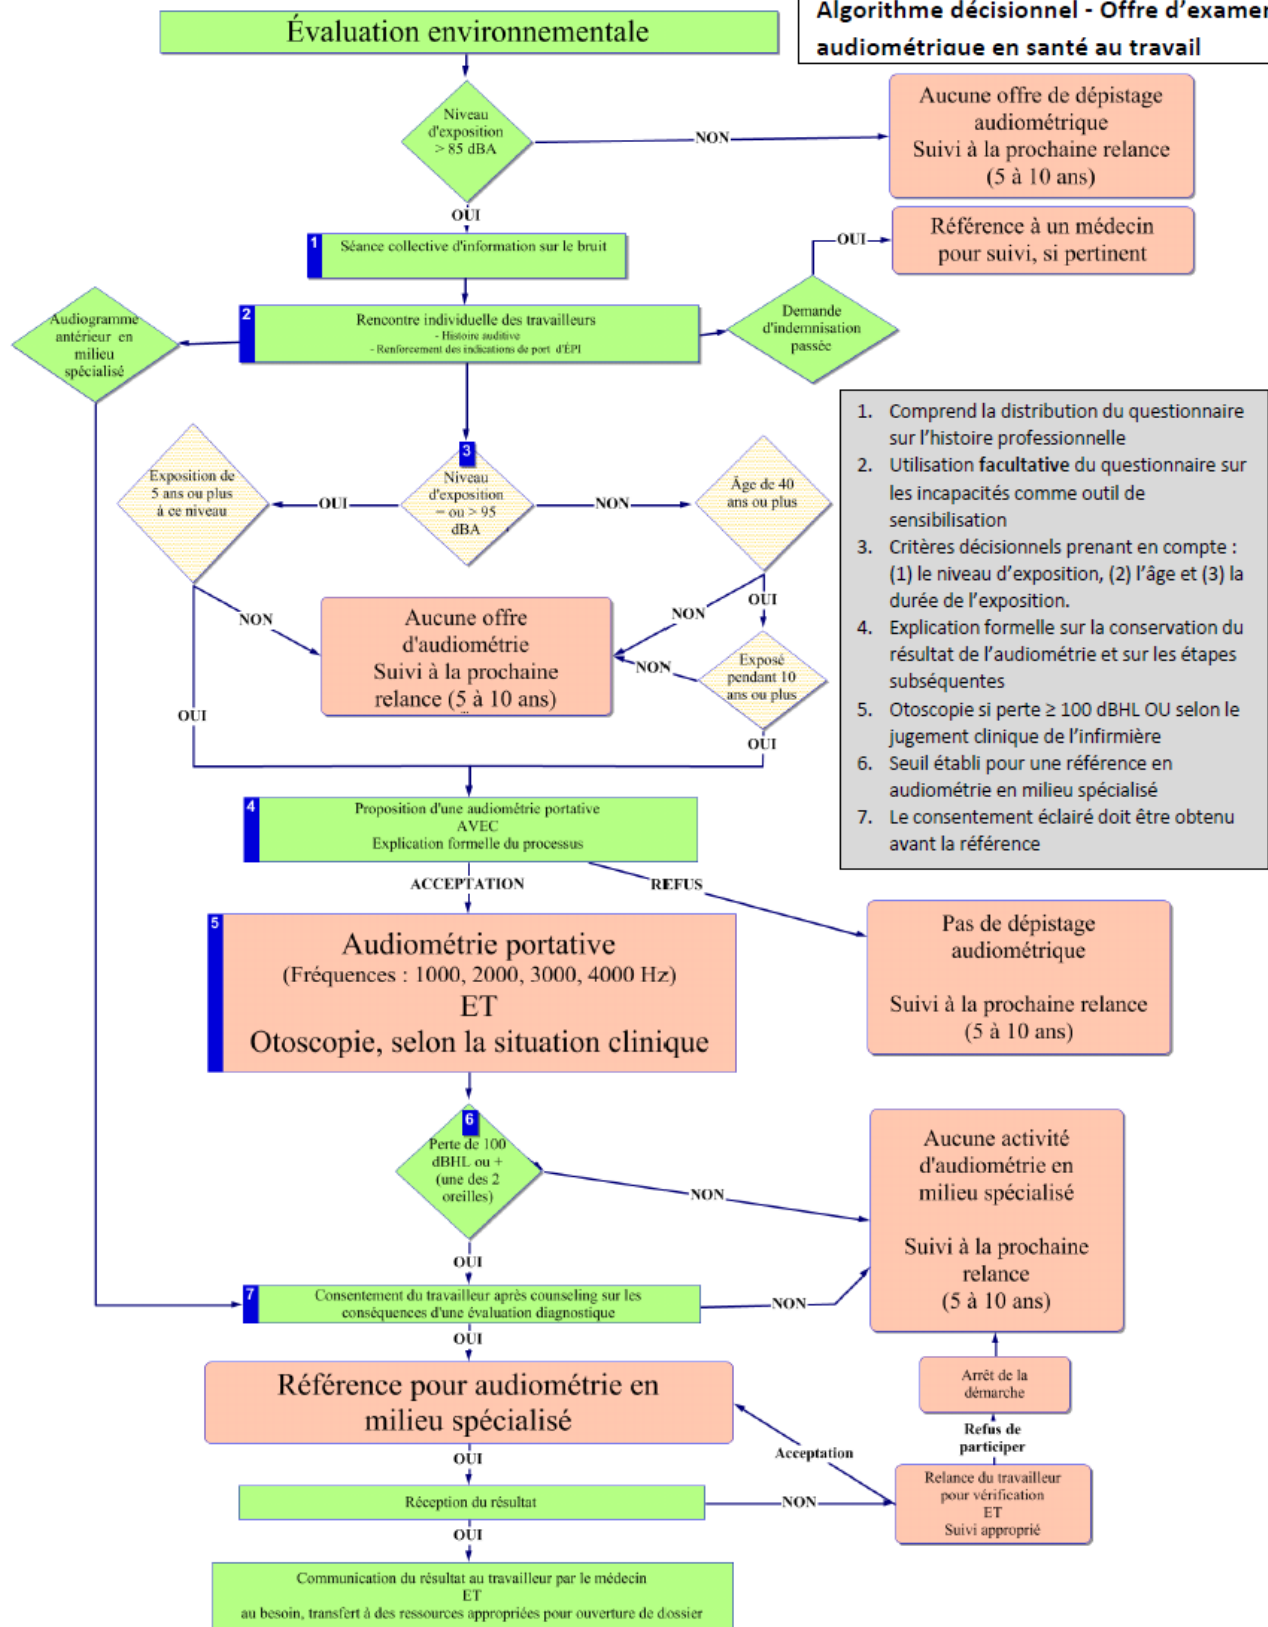 Algorithme décisionnel - Offre d'examen
audiométrique en santé au travail
Évaluation environnementale
Niveau
d'exposition
> 85 dBA
NON
Aucune offre de dépistage
audiométrique
Suivi à la prochaine relance
(5 à 10 ans)
OUI
1
Séance collective d'information sur le bruit
OUI
Référence à un médecin
pour suivi, si pertinent
Audiogramme
antérieur en
milieu
spécialisé
2
Rencontre individuelle des travailleurs
- Histoire auditive
- Renforcement des indications de port d'ÉPI
Demande
d'indemnisation
passée
1. Comprend la distribution du questionnaire
sur l'histoire professionnelle
2. Utilisation facultative du questionnaire sur
les incapacités comme outil de
sensibilisation
3. Critères décisionnels prenant en compte :
(1) le niveau d'exposition, (2) l'âge et (3) la
durée de l'exposition.
4. Explication formelle sur la conservation du
résultat de l'audiométrie et sur les étapes
subséquentes
5. Otoscopie si perte ≥ 100 dBHL OU selon le
jugement clinique de l'infirmière
6. Seuil établi pour une référence en
audiométrie en milieu spécialisé
7. Le consentement éclairé doit être obtenu
avant la référence
Exposition de
5 ans ou plus
à ce niveau
OUI
3
Niveau
d'exposition
= ou > 95
dBA
NON
Âge de 40
ans ou plus
NON
Aucune offre
d'audiométrie
Suivi à la prochaine
relance (5 à 10 ans)
NON
OUI
NON
Exposé
pendant 10
ans ou plus
OUI
OUI
4
Proposition d'une audiométrie portative
AVEC
Explication formelle du processus
ACCEPTATION
REFUS
5
Audiométrie portative
(Fréquences : 1000, 2000, 3000, 4000 Hz)
ET
Otoscopie, selon la situation clinique
Pas de dépistage
audiométrique
Suivi à la prochaine relance
(5 à 10 ans)
6
Perte de 100
dBHL ou +
(une des 2
oreilles)
NON
Aucune activité
d'audiométrie en
milieu spécialisé
Suivi à la prochaine
relance
(5 à 10 ans)
OUI
7
Consentement du travailleur après counseling sur les
conséquences d'une évaluation diagnostique
NON
OUI
Référence pour audiométrie en
milieu spécialisé
Arrêt de la
démarche
Refus de
participer
Acceptation
OUI
Réception du résultat
NON
Relance du travailleur
pour vérification
ET
Suivi approprié
OUI
Communication du résultat au travailleur par le médecin
ET
au besoin, transfert à des ressources appropriées pour ouverture de dossier